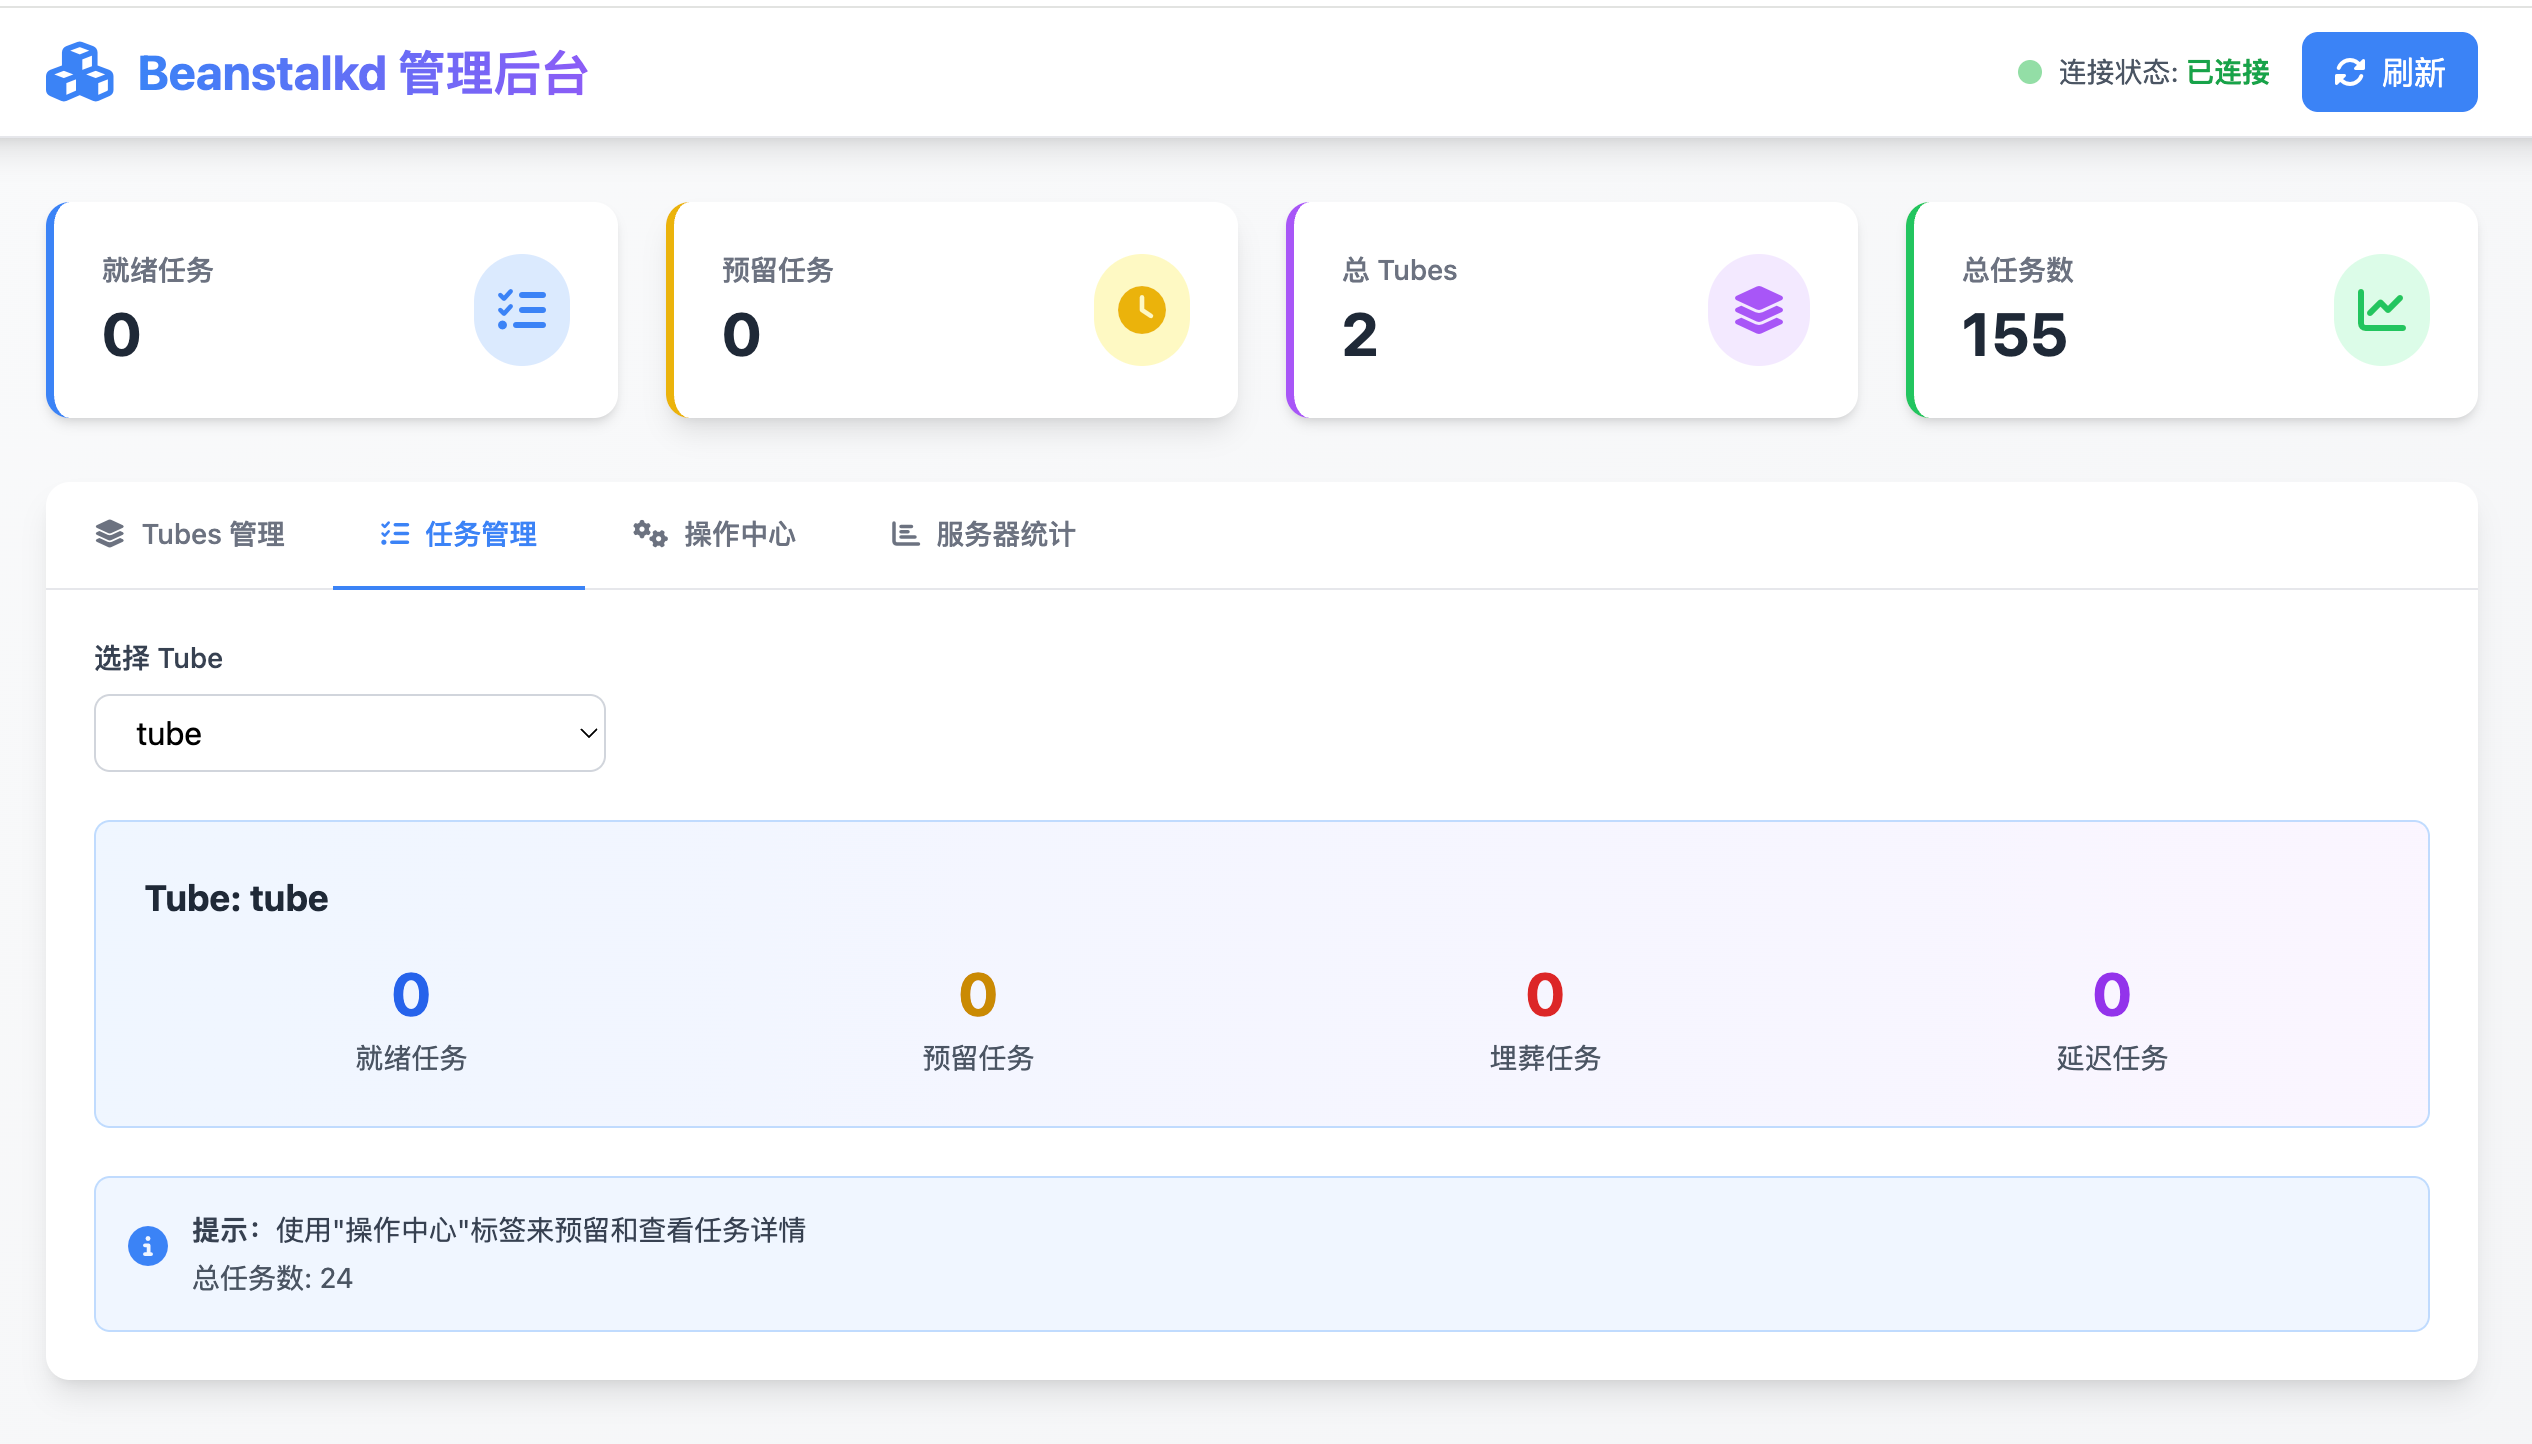 Beanstalkd 管理后台
连接状态: 已连接
刷新
就绪任务
0
预留任务
0
总 Tubes
2
总任务数
155
Tubes 管理
任务管理
操作中心
服务器统计
选择 Tube
tube
Tube: tube
0
就绪任务
0
预留任务
0
埋葬任务
0
延迟任务
提示：使用"操作中心"标签来预留和查看任务详情
总任务数: 24